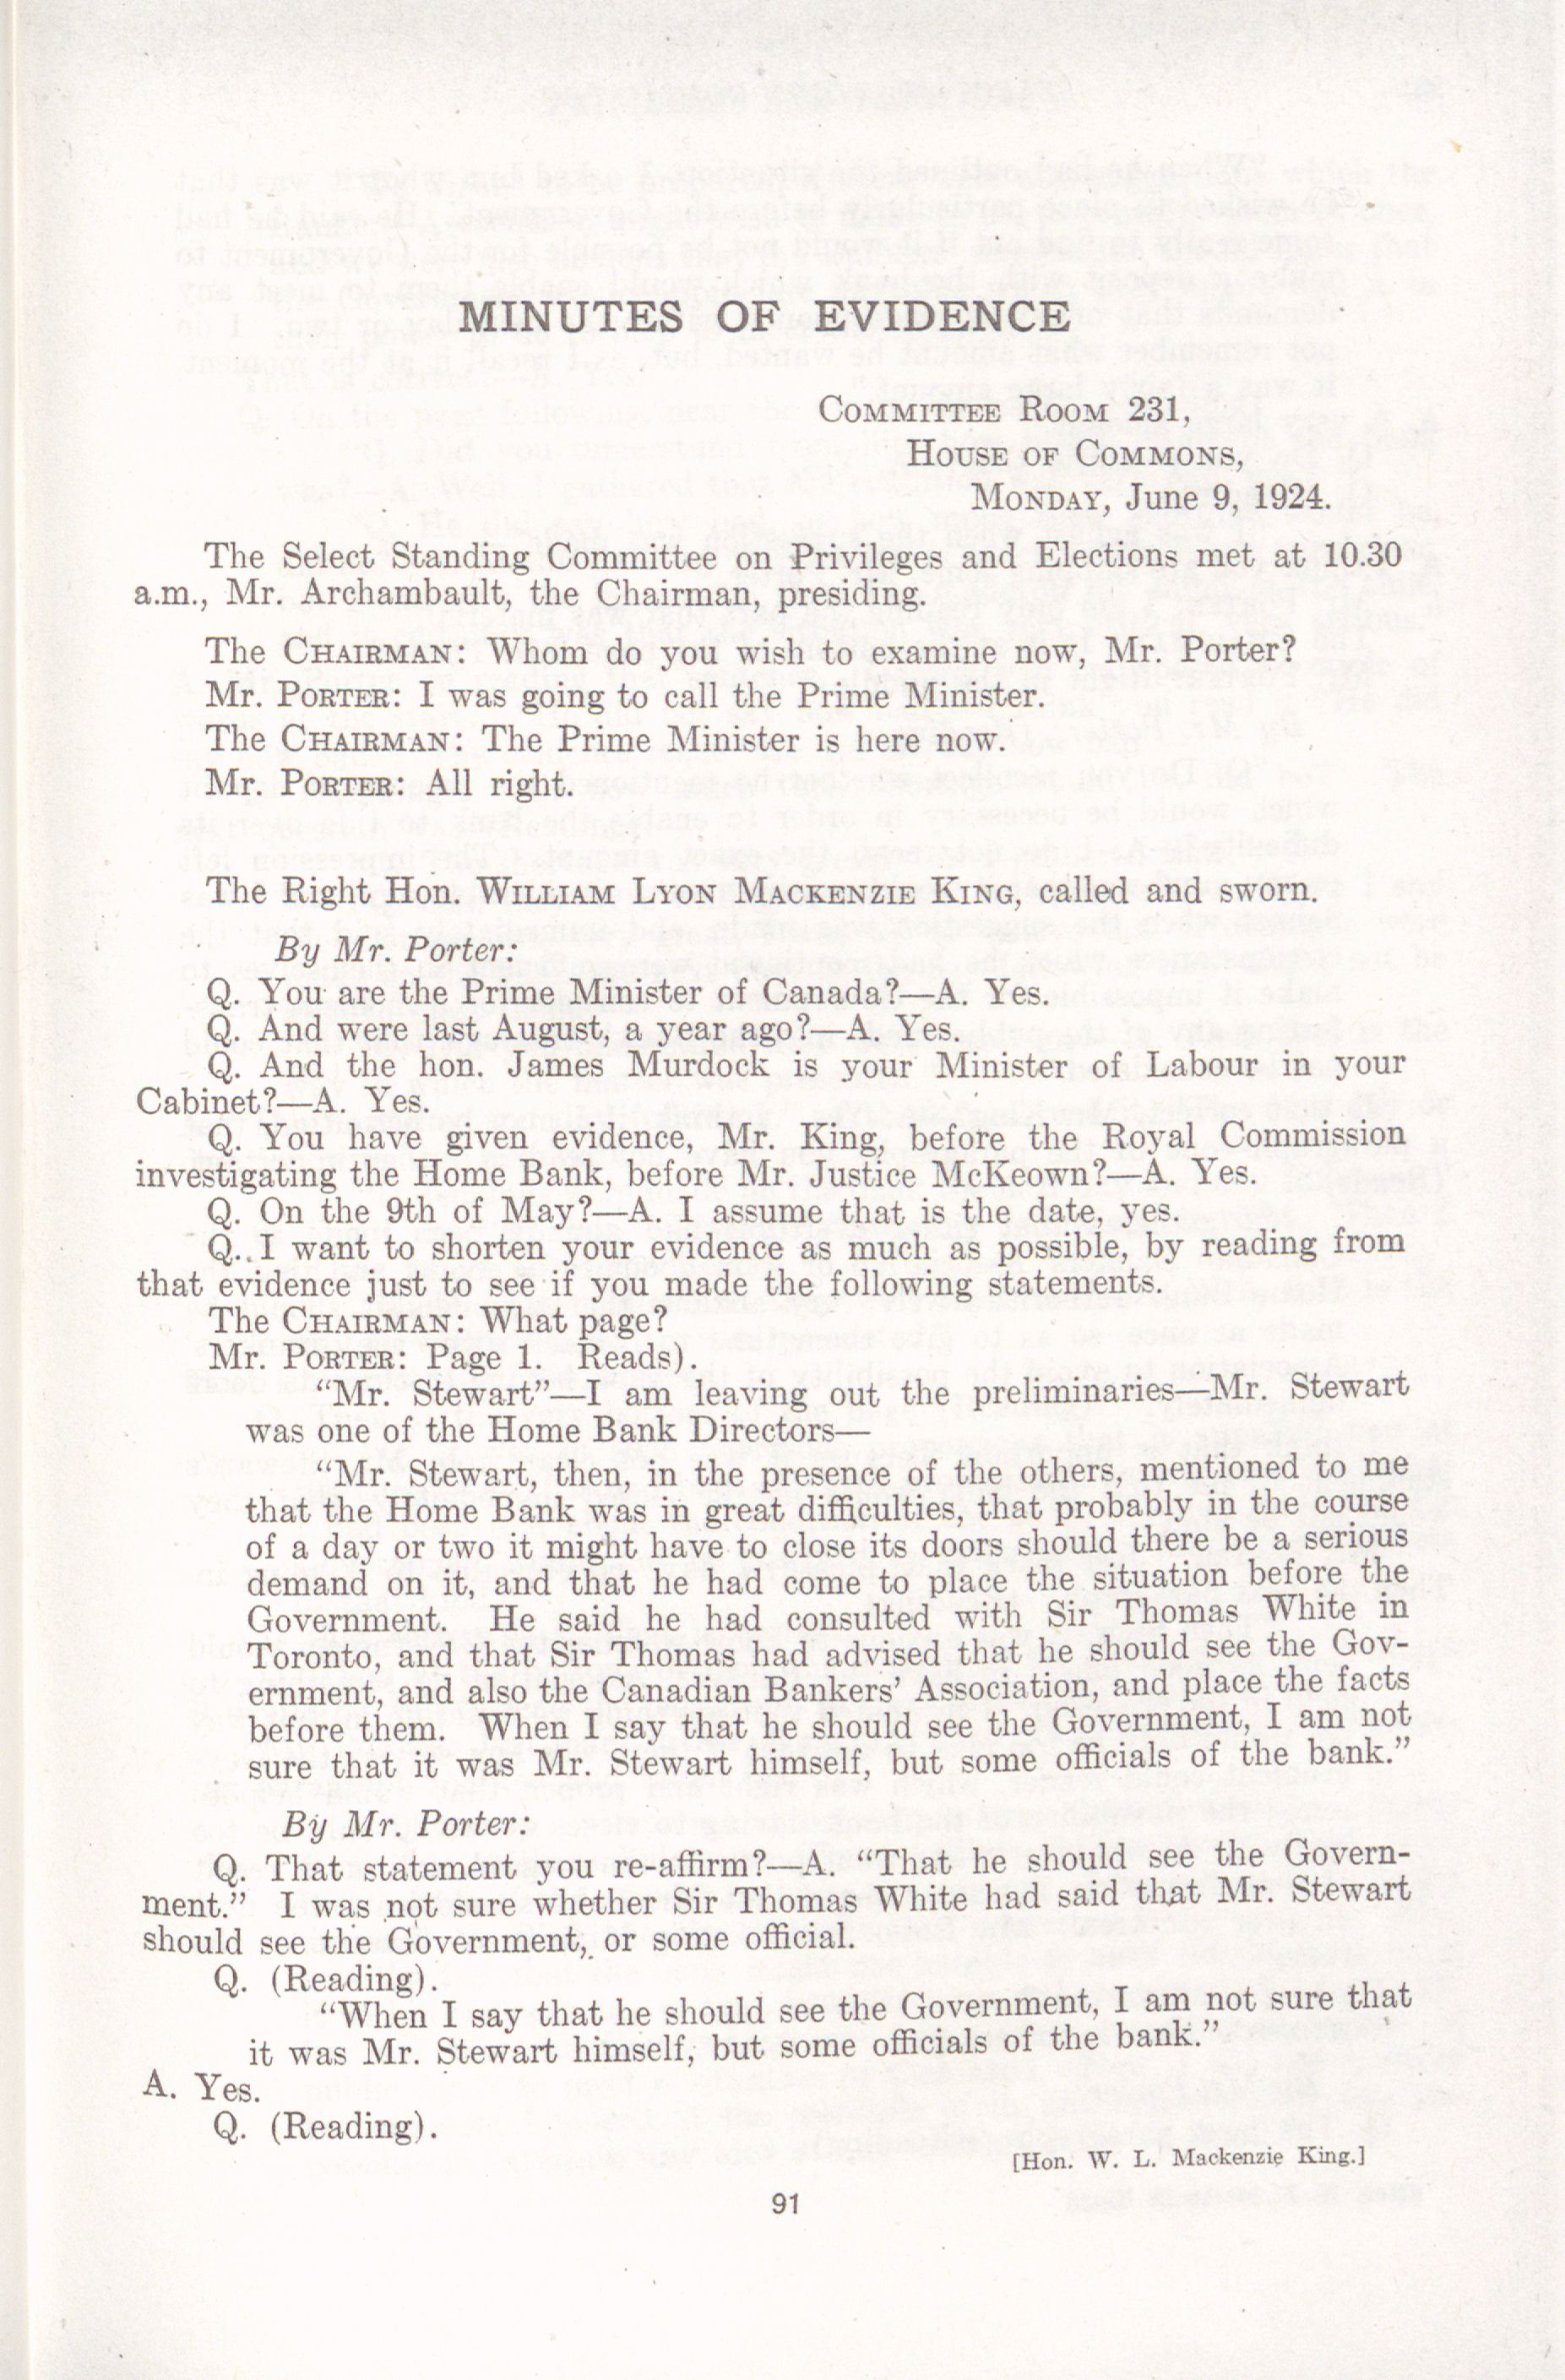 MINUTES OF EVIDENCE
COMMITTEE ROOM 231,
HOUSE OF COMMONS,
MONDAY, June 9, 1924.
The Select Standing Committee on Privileges and Elections met at 10.30
a.m., Mr. Archambault, the Chairman, presiding.
The CHAIRMAN: Whom do you wish to examine now, Mr. Porter?
Mr. PORTER: I was going to call the Prime Minister.
The CHAIRMAN: The Prime Minister is here now.
Mr. PORTER: All right.
The Right Hon. WILLIAM LYON MACKENZIE KING, called and sworn.
By Mr. Porter:
Q. You are the Prime Minister of Canada?—A. Yes.
Q. And were last August, a year ago?—A. Yes.
Q. And the hon. James Murdock is your Minister of Labour in your
Cabinet?—A. Yes.
Q. You have given evidence, Mr. King, before the Royal Commission
investigating the Home Bank, before Mr. Justice McKeown?—A. Yes.
Q. On the 9th of May?—A. I assume that is the date, yes.
Q. I want to shorten your evidence as much as possible, by reading from
that evidence just to see if you made the following statements.
The CHAIRMAN: What page?
Mr. PORTER: Page 1. Reads).
“Mr. Stewart”—I am leaving out the preliminaries—Mr. Stewart
was one of the Home Bank Directors—
“Mr. Stewart, then, in the presence of the others, mentioned to me
that the Home Bank was in great difficulties, that probably in the course
of a day or two it might have to close its doors should there be a serious
demand on it, and that he had come to place the situation before the
Government. He said he had consulted with Sir Thomas White in
Toronto, and that Sir Thomas had advised that he should see the Gov-
ernment, and also the Canadian Bankers’ Association, and place the facts
before them. When I say that he should see the Government, I am not
sure that it was Mr. Stewart himself, but some officials of the bank.”
By Mr. Porter:
Q. That statement you re-affirm?—A. “That he should see the Govern-
ment.” I was not sure whether Sir Thomas White had said that Mr. Stewart
should see the Government, or some official.
Q. (Reading).
“When I say that he should see the Government, I am not sure that
it was Mr. Stewart himself, but some officials of the bank.”
A. Yes.
Q. (Reading).
[Hon. W. L. Mackenzie King.]
91